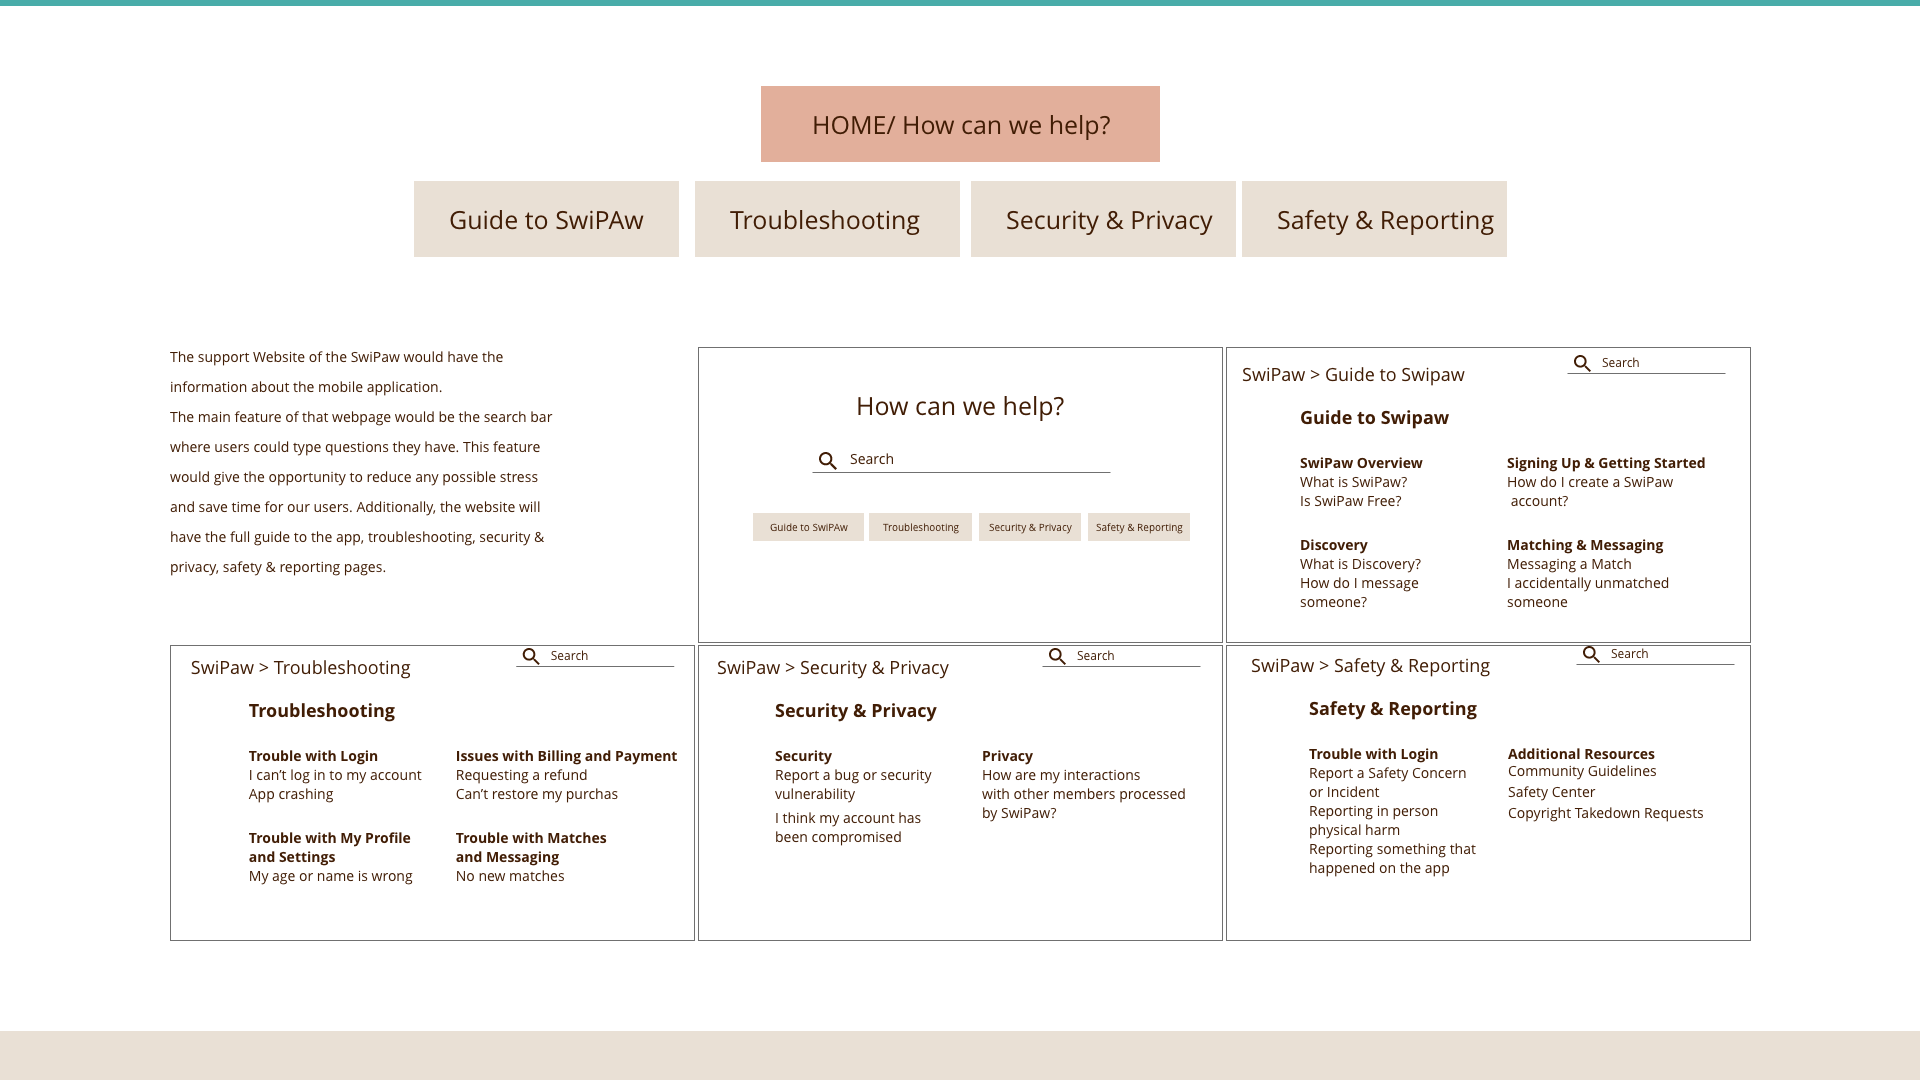 HOME/ How can we help?
Guide to SwiPAw
Troubleshooting
Security & Privacy
Safety & Reporting
The support Website of the SwiPaw would have the
information about the mobile application.
The main feature of that webpage would be the search bar
where users could type questions they have. This feature
would give the opportunity to reduce any possible stress
and save time for our users. Additionally, the website will
have the full guide to the app, troubleshooting, security &
privacy, safety & reporting pages.
How can we help?
Search
Guide to SwiPAw
Troubleshooting
Security & Privacy
Safety & Reporting
SwiPaw > Guide to Swipaw
Search
Guide to Swipaw
SwiPaw Overview
What is SwiPaw?
Is SwiPaw Free?
Signing Up & Getting Started
How do I create a SwiPaw
account?
Discovery
What is Discovery?
How do I message
someone?
Matching & Messaging
Messaging a Match
I accidentally unmatched
someone
SwiPaw > Troubleshooting
Search
Troubleshooting
Trouble with Login
I can’t log in to my account
App crashing
Issues with Billing and Payment
Requesting a refund
Can’t restore my purchas
Trouble with My Profile
and Settings
My age or name is wrong
Trouble with Matches
and Messaging
No new matches
SwiPaw > Security & Privacy
Search
Security & Privacy
Security
Report a bug or security
vulnerability
I think my account has
been compromised
Privacy
How are my interactions
with other members processed
by SwiPaw?
SwiPaw > Safety & Reporting
Search
Safety & Reporting
Trouble with Login
Report a Safety Concern
or Incident
Reporting in person
physical harm
Reporting something that
happened on the app
Additional Resources
Community Guidelines
Safety Center
Copyright Takedown Requests